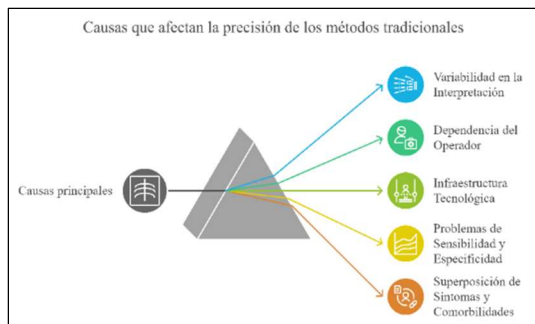 Causas que afectan la precisión de los métodos tradicionales
Causas principales
Variabilidad en la
Interpretación
Dependencia del
Operador
Infraestructura
Tecnológica
Problemas de
Sensibilidad y
Especificidad
Superposición de
Síntomas y
Comorbilidades